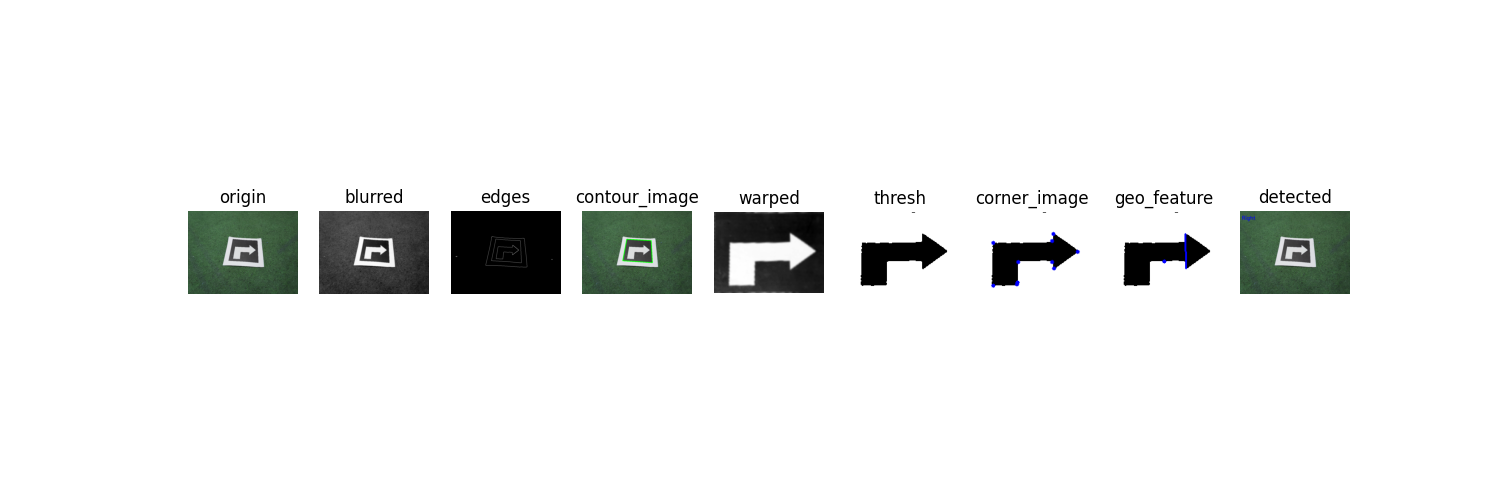 origin
blurred
edges
contour_image
warped
thresh
corner_image
geo_feature
detected